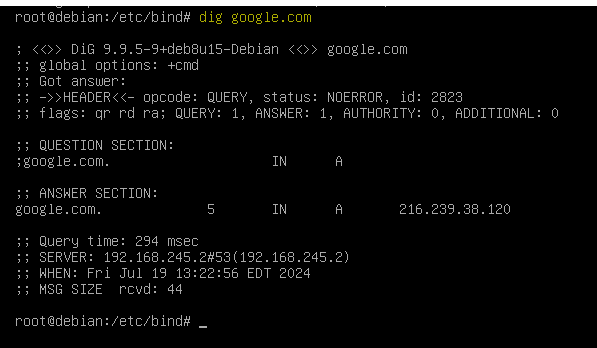 root@debian:/etc/bind# dig google.com
; <<>> DiG 9.9.5-9+deb8u15-Debian <<>> google.com
;; global options: +cmd
;; Got answer:
;; ->>HEADER<<- opcode: QUERY, status: NOERROR, id: 2823
;; flags: qr rd ra; QUERY: 1, ANSWER: 1, AUTHORITY: 0, ADDITIONAL: 0
;; QUESTION SECTION:
;google.com. IN A
;; ANSWER SECTION:
google.com. 5 IN A 216.239.38.120
;; Query time: 294 msec
;; SERVER: 192.168.245.2#53(192.168.245.2)
;; WHEN: Fri Jul 19 13:22:56 EDT 2024
;; MSG SIZE rcvd: 44
root@debian:/etc/bind# _